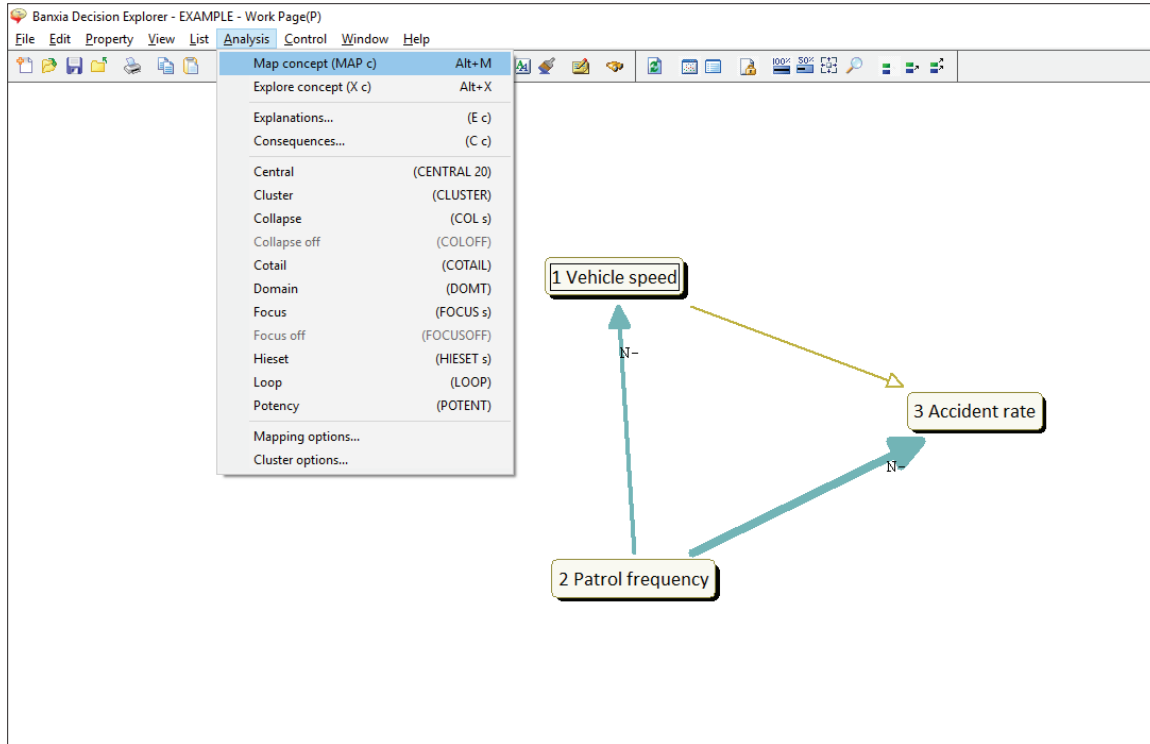 Banxia Decision Explorer - EXAMPLE - Work Page(P)
File Edit Property View List Analysis Control Window Help
100% 50%
Map concept (MAP c) Alt+M
Explore concept (X c) Alt+X
Explanations... (E c)
Consequences... (C c)
Central (CENTRAL 20)
Cluster (CLUSTER)
Collapse (COL s)
Collapse off (COLOFF)
Cotail (COTAIL)
Domain (DOMT)
Focus (FOCUS s)
Focus off (FOCUSOFF)
Hieset (HIESET s)
Loop (LOOP)
Potency (POTENT)
Mapping options...
Cluster options...
1 Vehicle speed
N-
3 Accident rate
N-
2 Patrol frequency